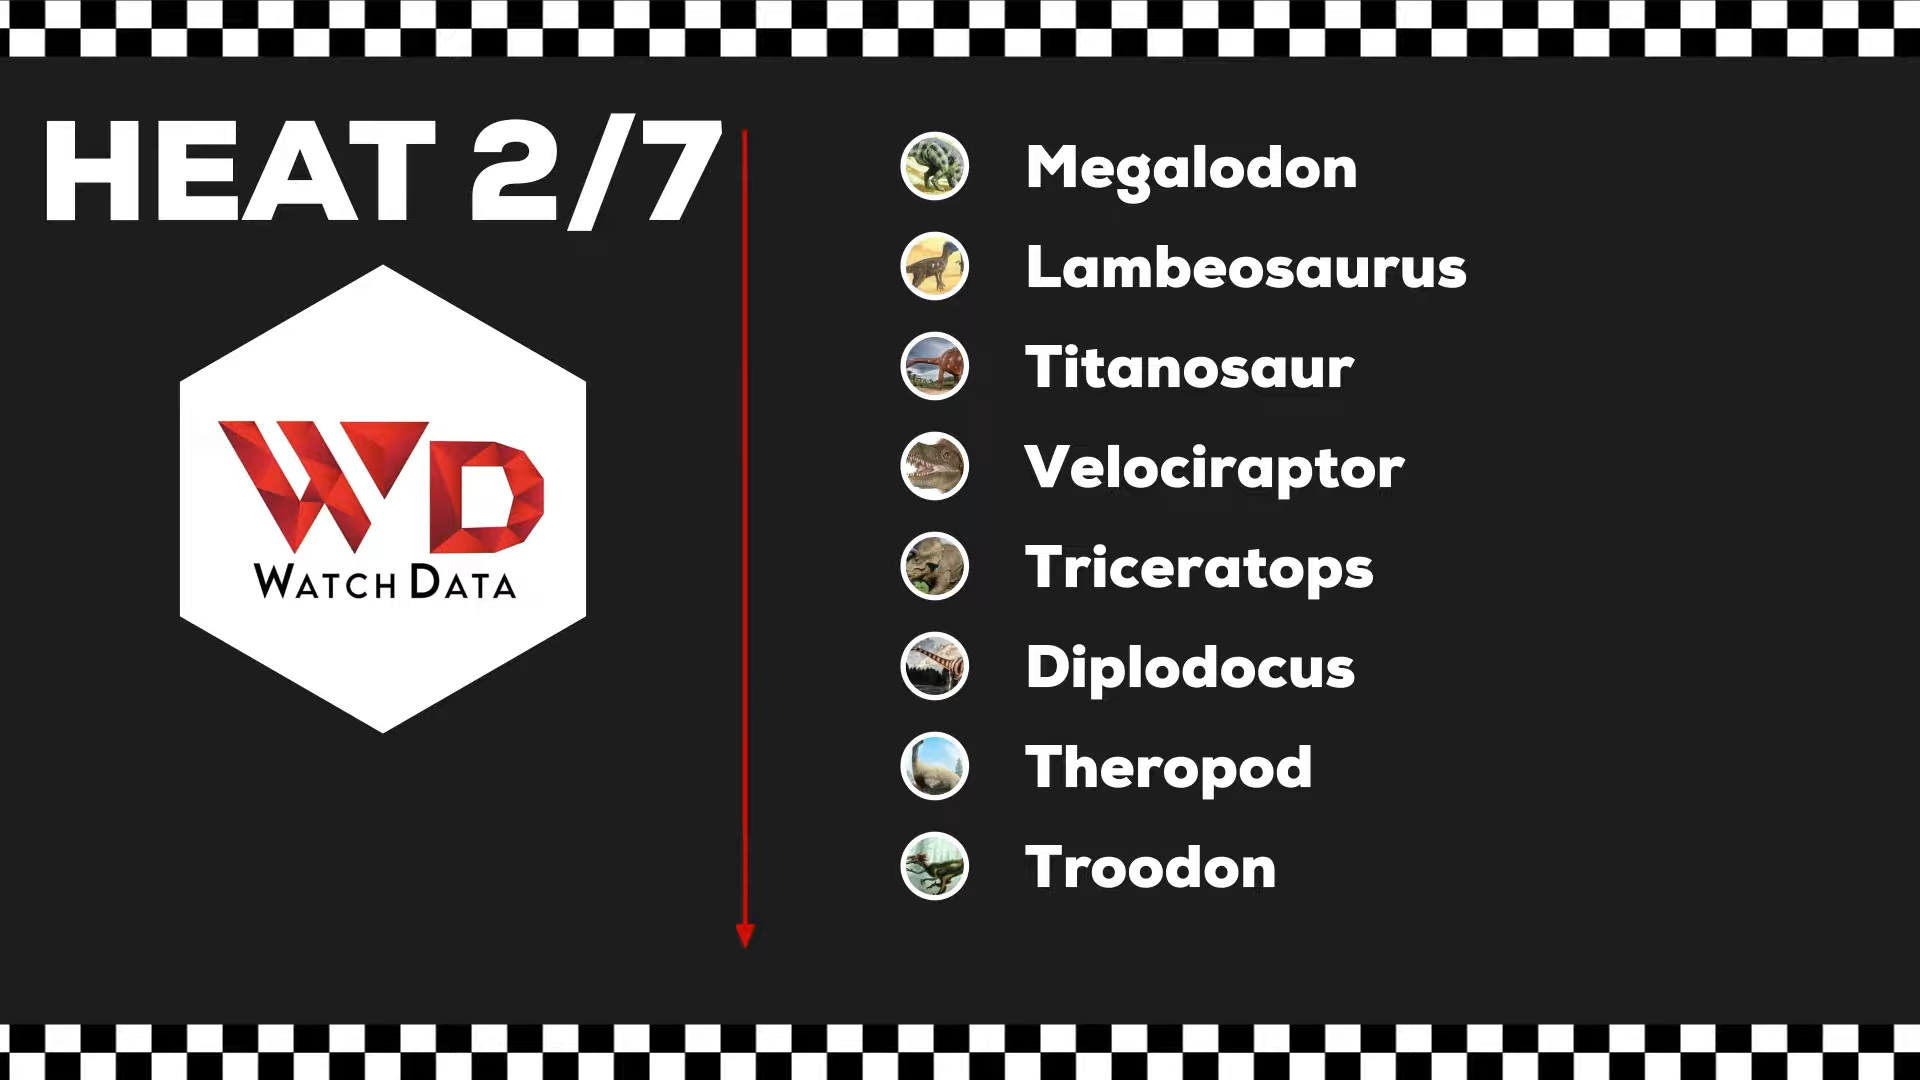 HEAT 2/7
WATCH DATA
Megalodon
Lambeosaurus
Titanosaur
Velociraptor
Triceratops
Diplodocus
Theropod
Troodon